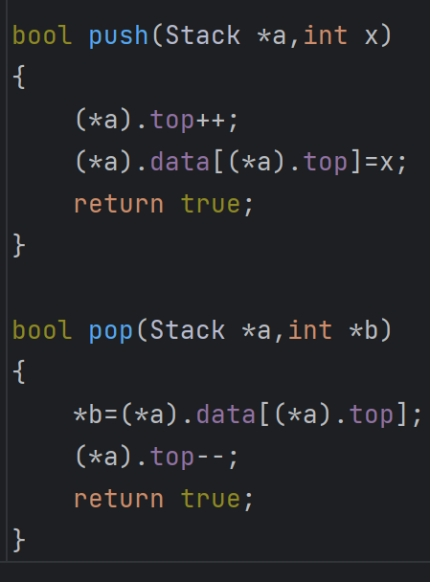 bool push(Stack *a,int x)
{
    (*a).top++;
    (*a).data[(*a).top]=x;
    return true;
}

bool pop(Stack *a,int *b)
{
    *b=(*a).data[(*a).top];
    (*a).top--;
    return true;
}